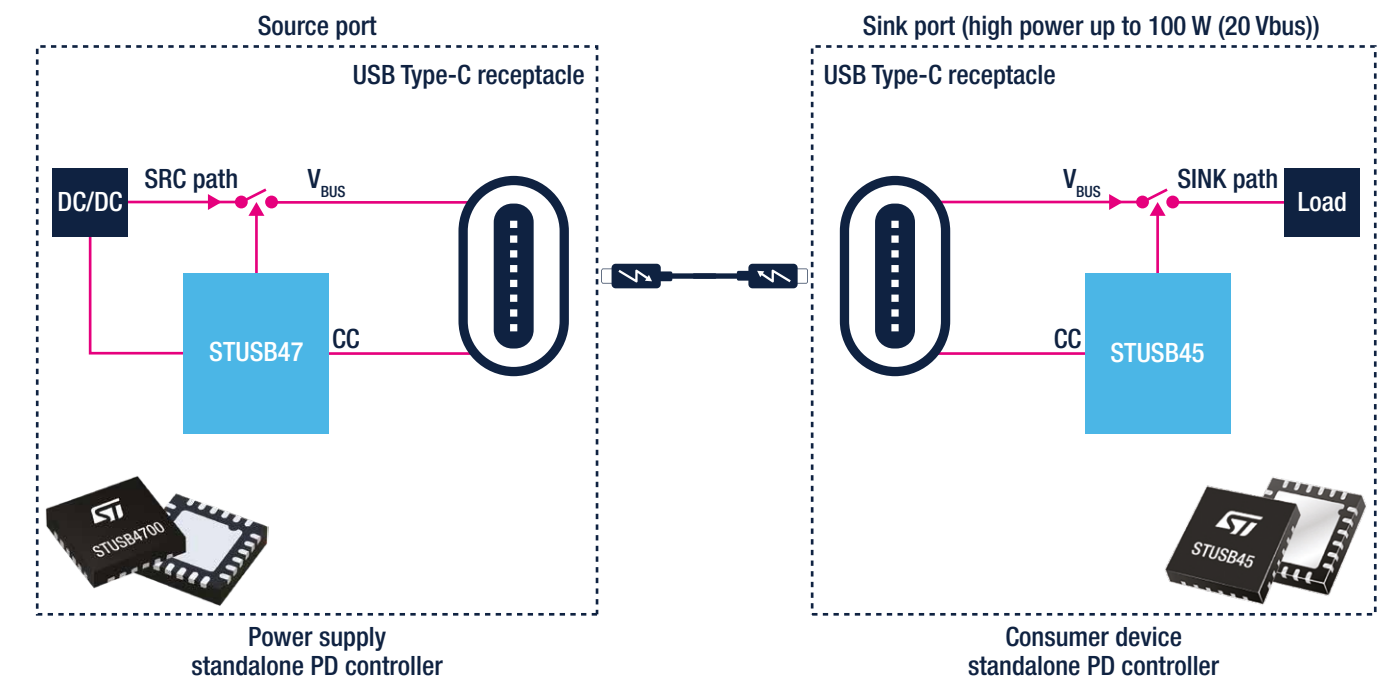 Source port
USB Type-C receptacle
DC/DC
SRC path
VBUS
STUSB47
CC
ST
STUSB4700
Power supply
standalone PD controller
Sink port (high power up to 100 W (20 Vbus))
USB Type-C receptacle
VBUS
SINK path
Load
CC
STUSB45
ST
STUSB45
Consumer device
standalone PD controller